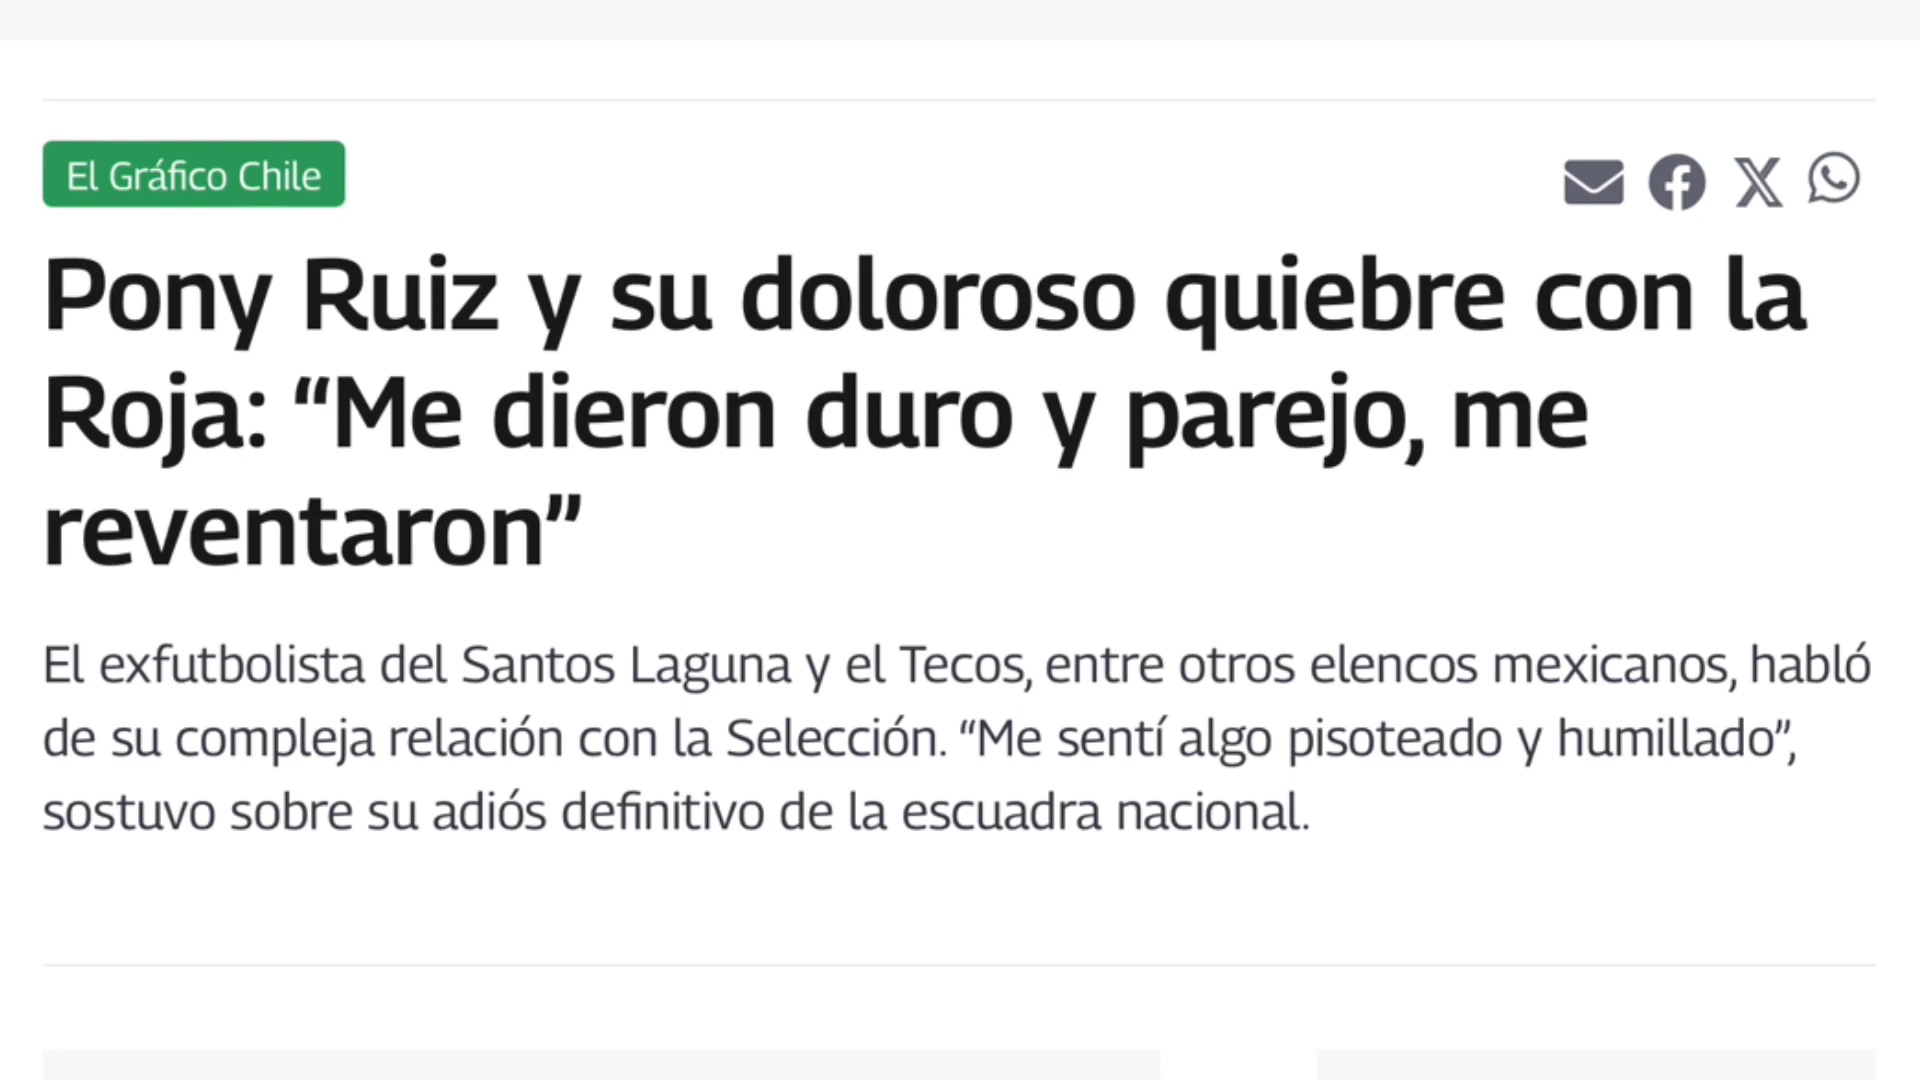 El Gráfico Chile
Pony Ruiz y su doloroso quiebre con la
Roja: “Me dieron duro y parejo, me
reventaron”
El exfutbolista del Santos Laguna y el Tecos, entre otros elencos mexicanos, habló
de su compleja relación con la Selección. “Me sentí algo pisoteado y humillado”,
sostuvo sobre su adiós definitivo de la escuadra nacional.